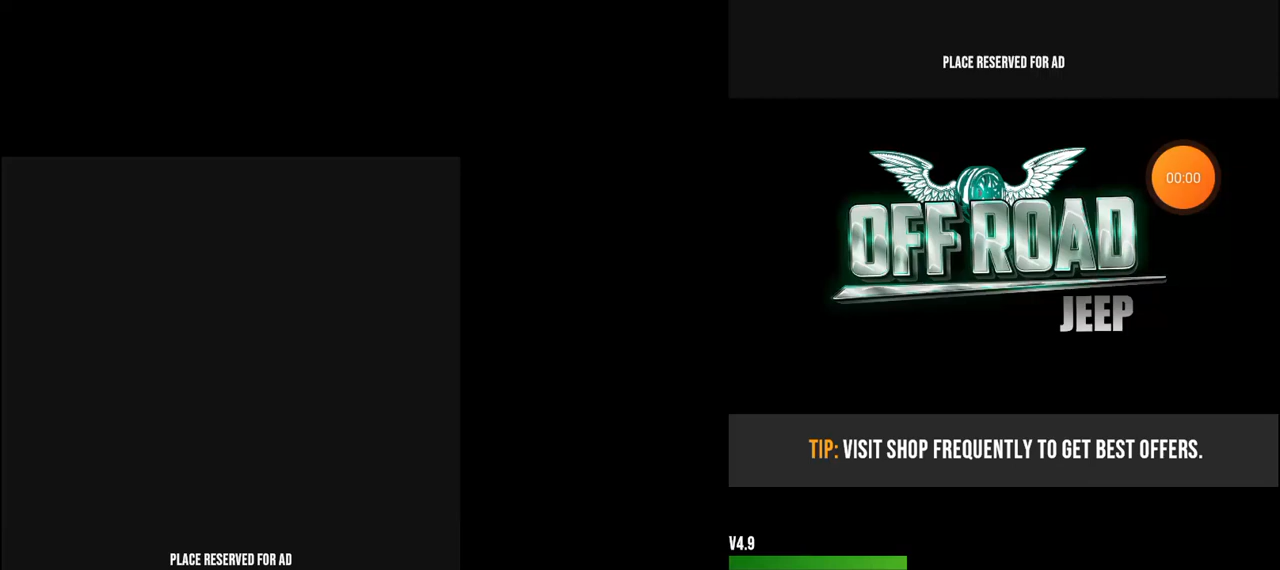 PLACE RESERVED FOR AD
OFF ROAD
JEEP
00:00
TIP: VISIT SHOP FREQUENTLY TO GET BEST OFFERS.
V4.9
PLACE RESERVED FOR AD